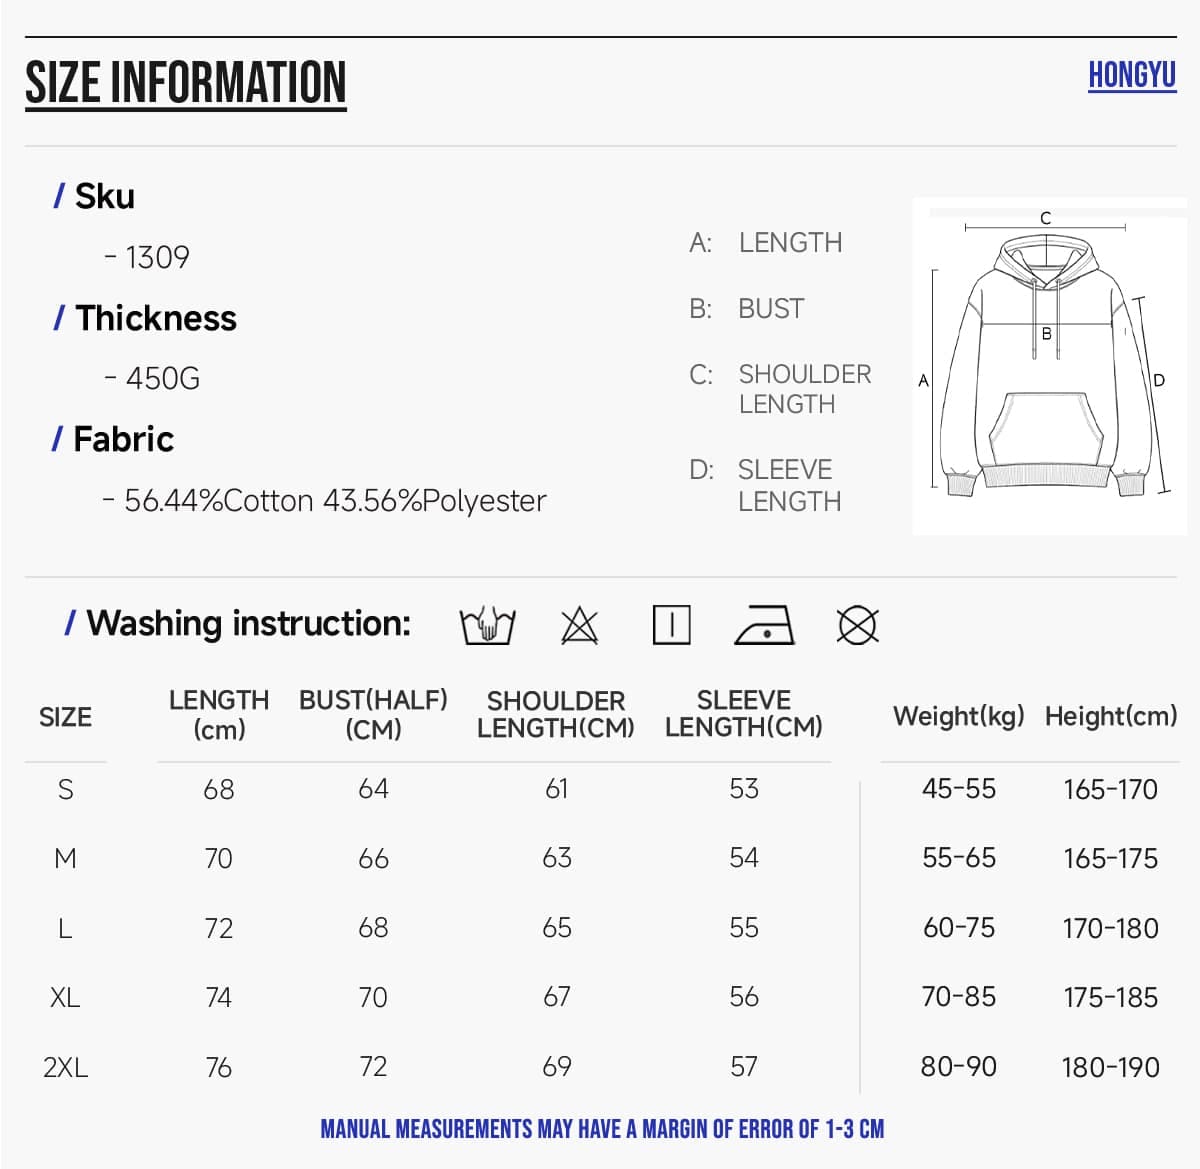 SIZE INFORMATION
HONGYU
/ Sku
- 1309
/ Thickness
- 450G
/ Fabric
- 56.44%Cotton 43.56%Polyester
A: LENGTH
B: BUST
C: SHOULDER
LENGTH
D: SLEEVE
LENGTH
C
B
A
D
/ Washing instruction:
SIZE LENGTH (cm) BUST(HALF) (CM) SHOULDER LENGTH(CM) SLEEVE LENGTH(CM) Weight(kg) Height(cm)
S 68 64 61 53 45-55 165-170
M 70 66 63 54 55-65 165-175
L 72 68 65 55 60-75 170-180
XL 74 70 67 56 70-85 175-185
2XL 76 72 69 57 80-90 180-190
MANUAL MEASUREMENTS MAY HAVE A MARGIN OF ERROR OF 1-3 CM